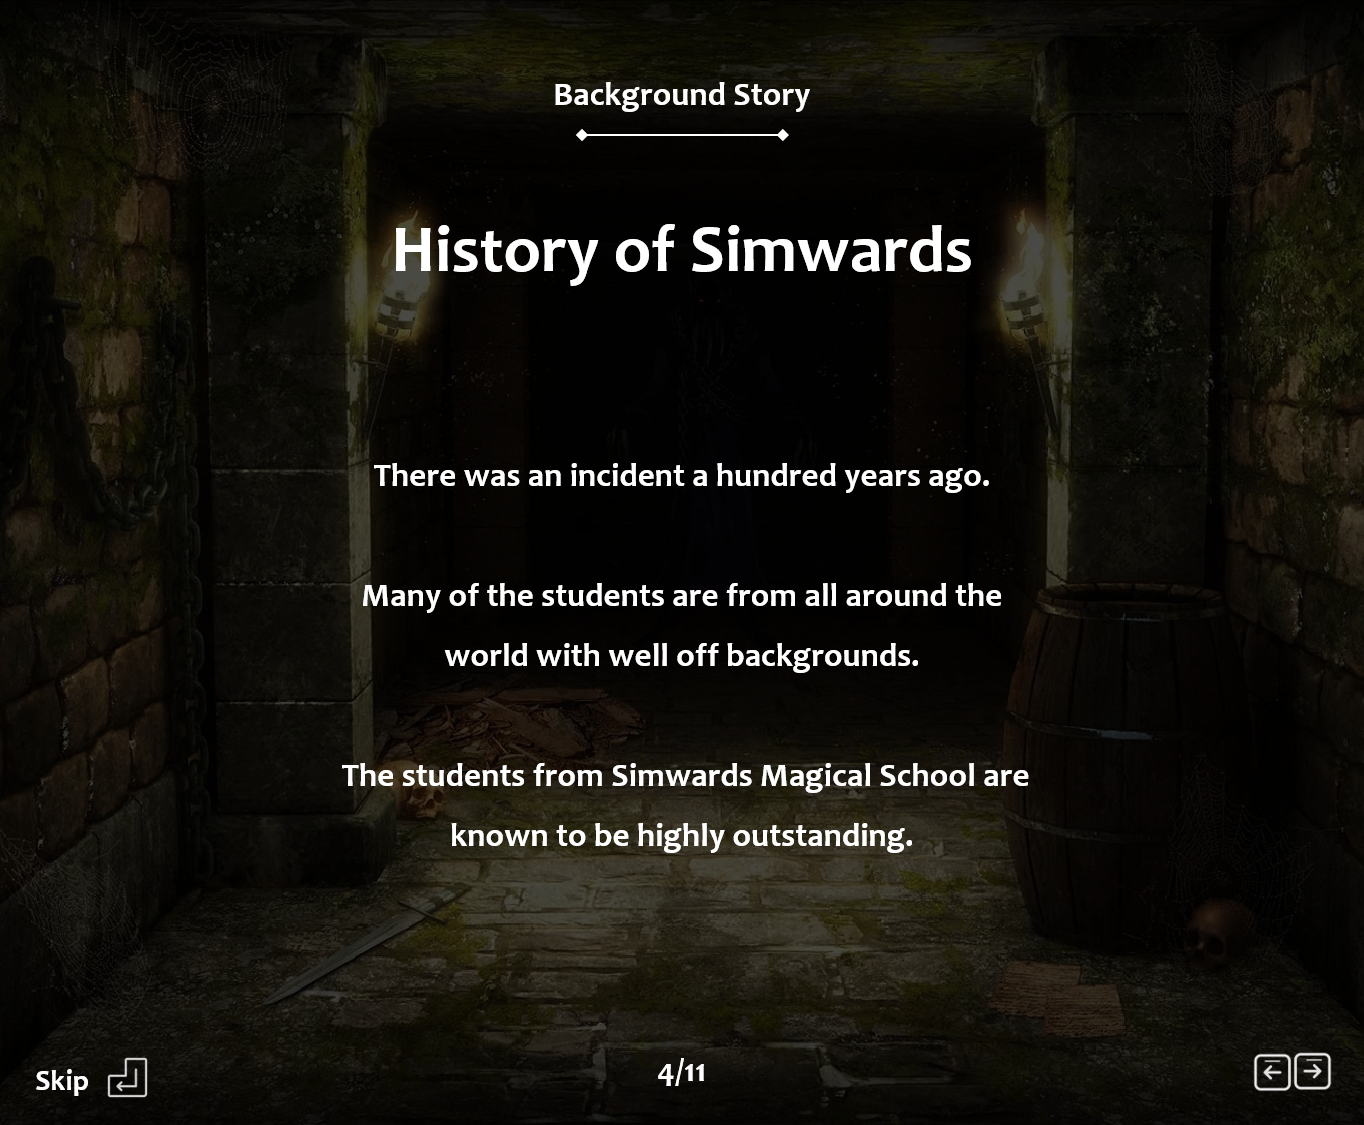 Background Story
History of Simwards
There was an incident a hundred years ago.
Many of the students are from all around the
world with well off backgrounds.
The students from Simwards Magical School are
known to be highly outstanding.
Skip
4/11